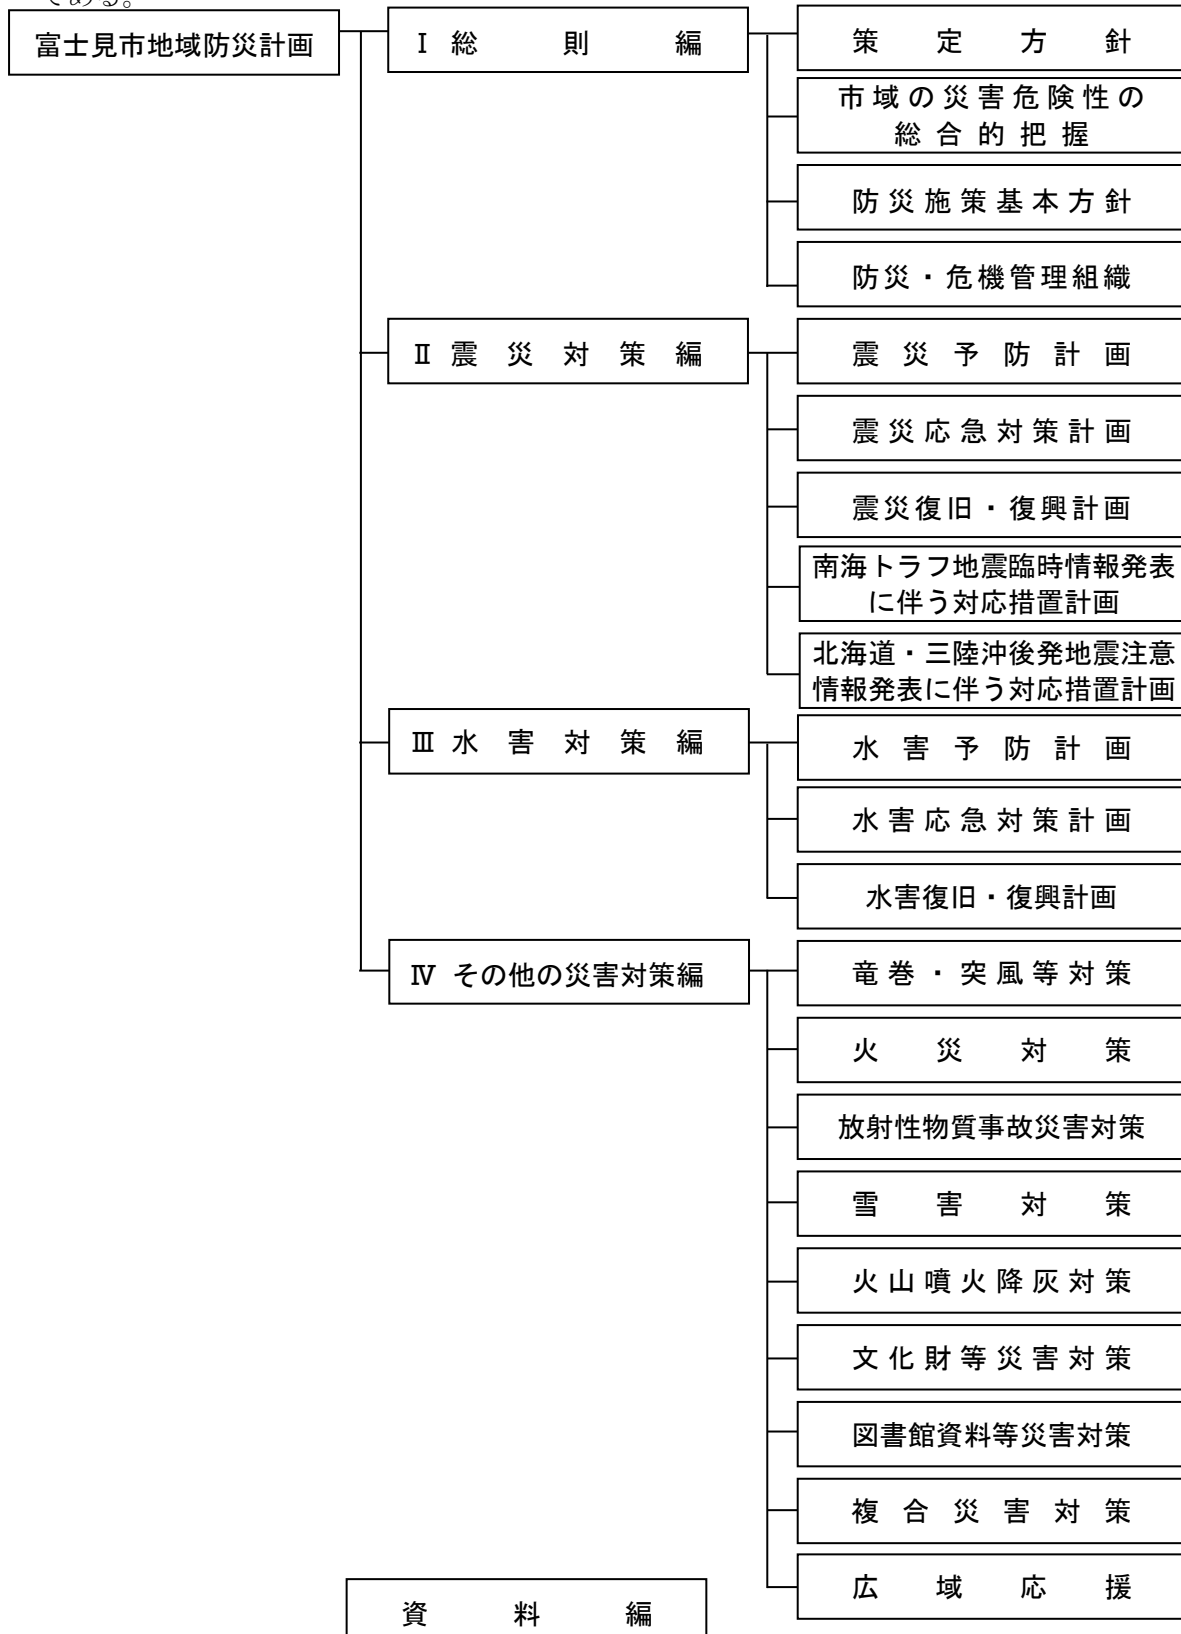 である。
富士見市地域防災計画
Ⅰ 総則編
策定方針
市域の災害危険性の
総合的把握
防災施策基本方針
防災・危機管理組織
Ⅱ 震災対策編
震災予防計画
震災応急対策計画
震災復旧・復興計画
南海トラフ地震臨時情報発表
に伴う対応措置計画
北海道・三陸沖後発地震注意
情報発表に伴う対応措置計画
Ⅲ 水害対策編
水害予防計画
水害応急対策計画
水害復旧・復興計画
Ⅳ その他の災害対策編
竜巻・突風等対策
火災対策
放射性物質事故災害対策
雪害対策
火山噴火降灰対策
文化財等災害対策
図書館資料等災害対策
複合災害対策
広域応援
資料編